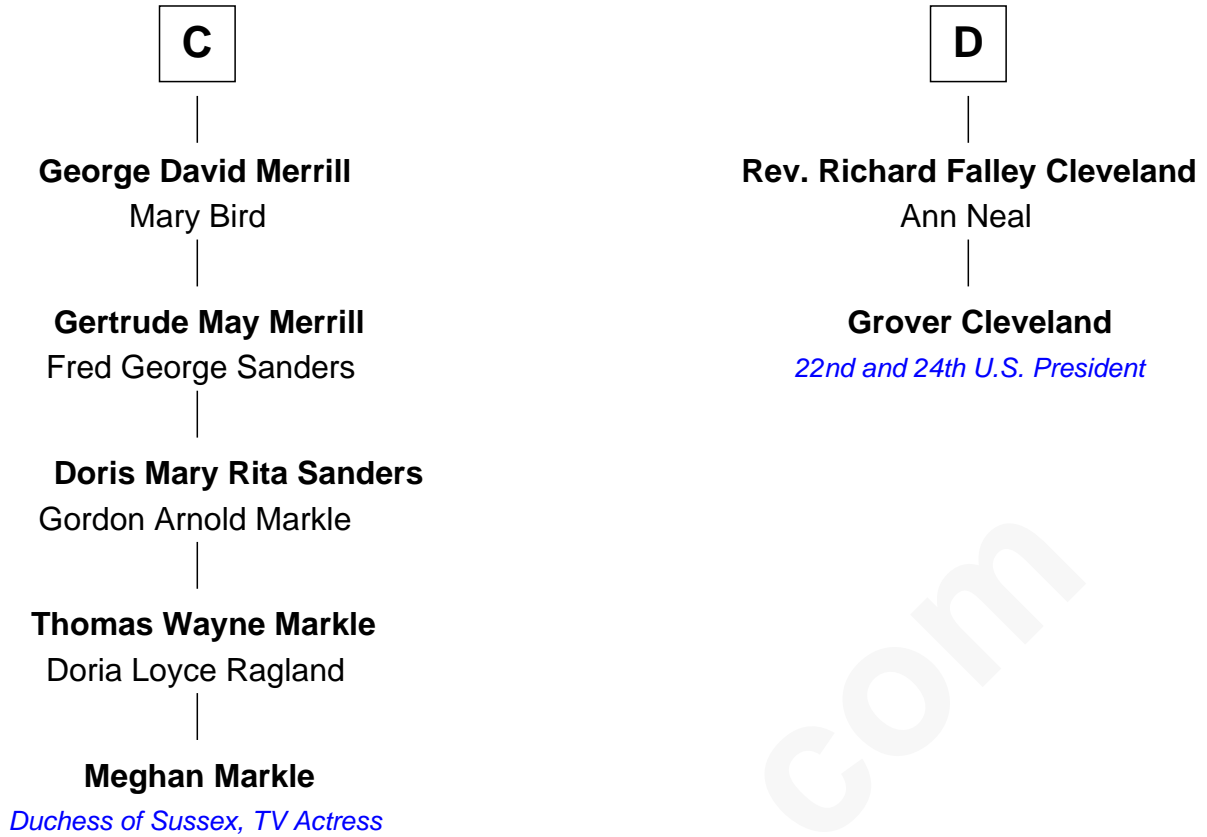 C
George David Merrill
Mary Bird
Gertrude May Merrill
Fred George Sanders
Doris Mary Rita Sanders
Gordon Arnold Markle
Thomas Wayne Markle
Doria Loyce Ragland
Meghan Markle
Duchess of Sussex, TV Actress
D
Rev. Richard Falley Cleveland
Ann Neal
Grover Cleveland
22nd and 24th U.S. President
com